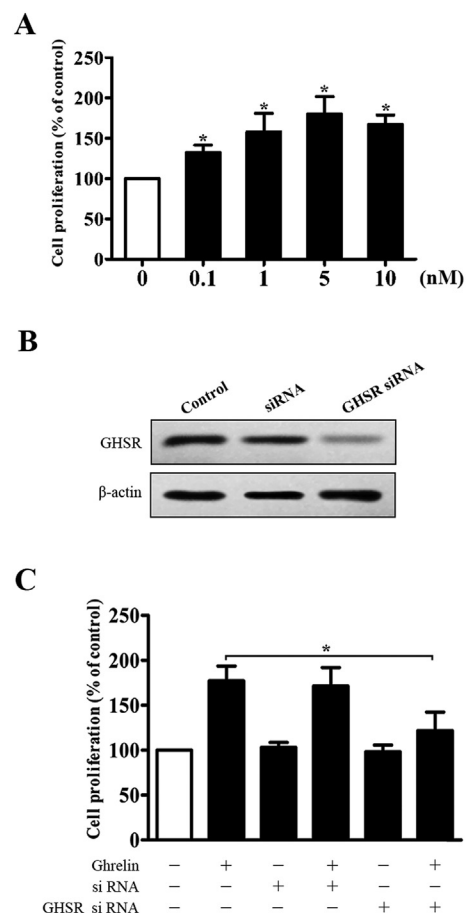 A
Cell proliferation (% of control)
250
200
150
100
50
0
* * * *
0 0.1 1 5 10 (nM)
B
Control siRNA GHSR siRNA
GHSR
β-actin
C
Cell proliferation (% of control)
250
200
150
100
50
0
*
Ghrelin − + − + − +
si RNA − − + + − −
GHSR si RNA − − − − + +